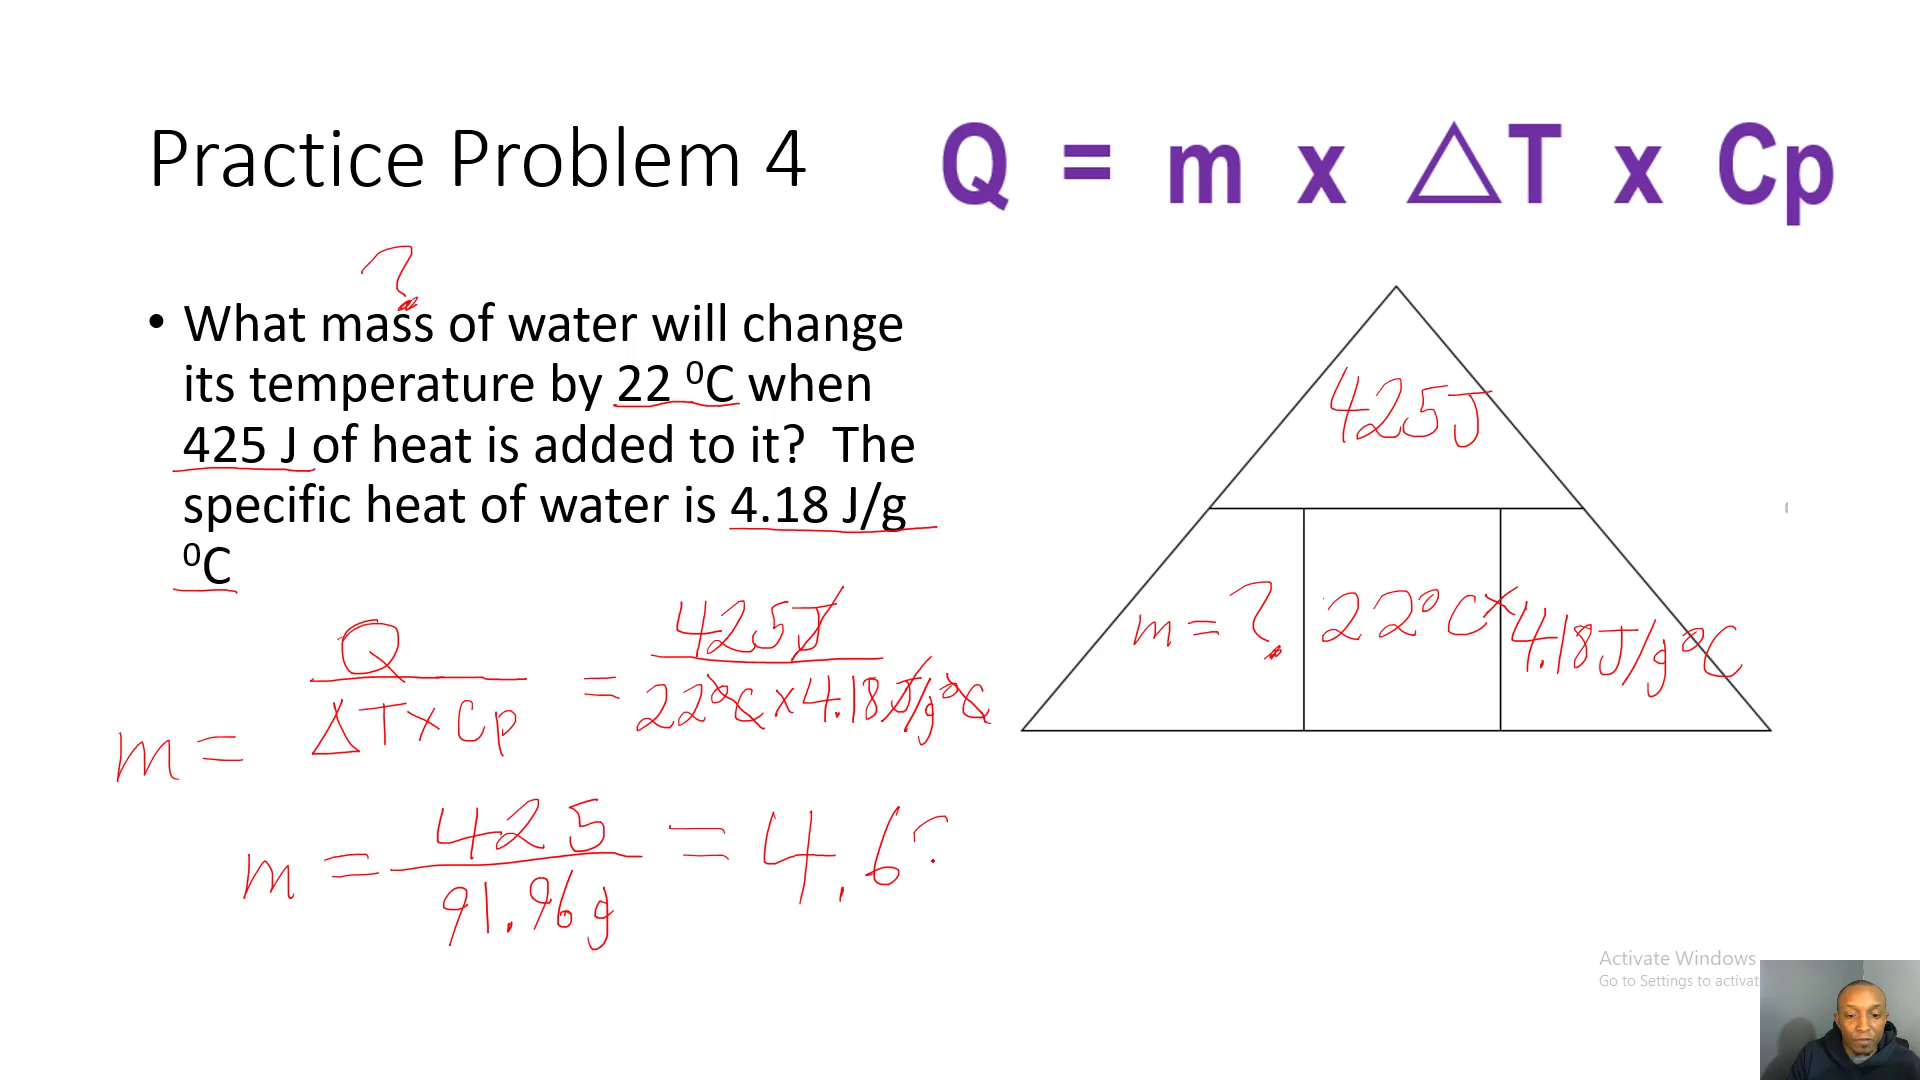 Practice Problem 4
Q = m x △T x Cp
?
• What mass of water will change
its temperature by 22 ⁰C when
425 J of heat is added to it? The
specific heat of water is 4.18 J/g
⁰C
425J
m = ?
22°C
x
4.18J/g°C
m = Q / ΔT x Cp = 425J / 22°C x 4.18J/g°C
m = 425 / 91.96g = 4.6
Activate Windows
Go to Settings to activat